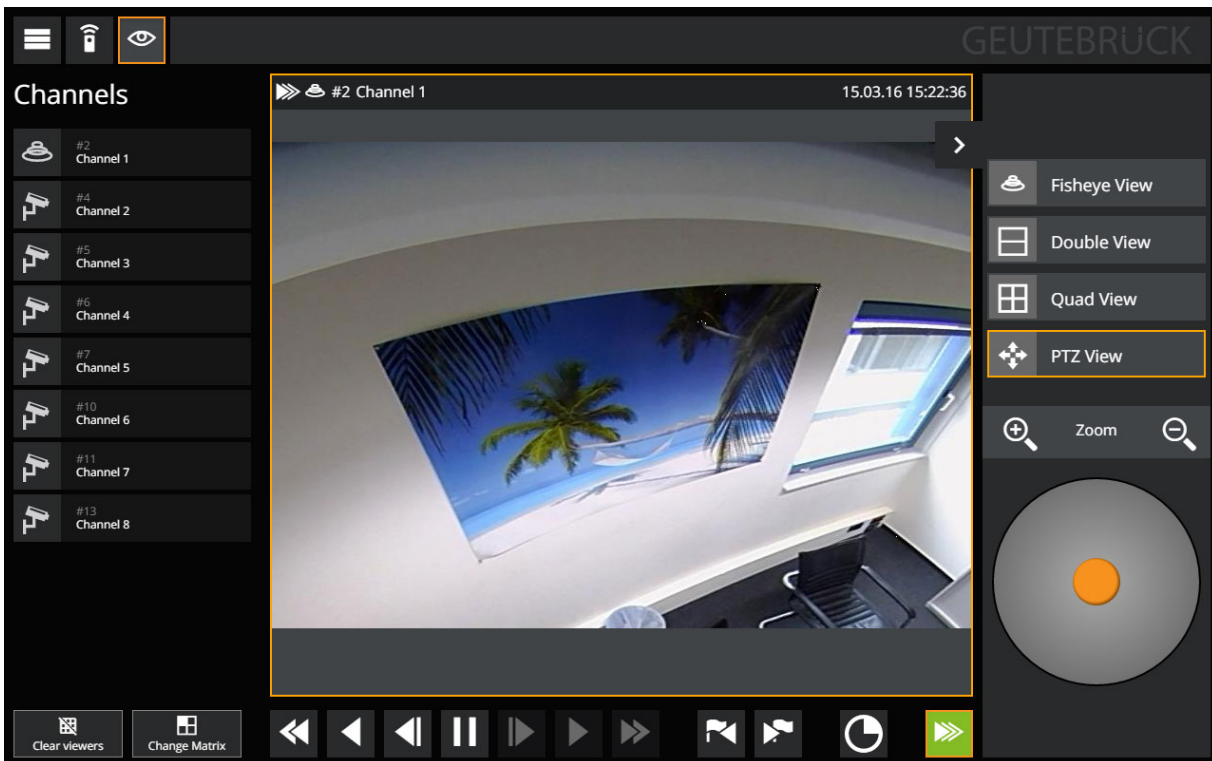 GEUTEBRÜCK
Channels
#2
Channel 1
#4
Channel 2
#5
Channel 3
#6
Channel 4
#7
Channel 5
#10
Channel 6
#11
Channel 7
#13
Channel 8
#2 Channel 1
15.03.16 15:22:36
Fisheye View
Double View
Quad View
PTZ View
Zoom
Clear viewers
Change Matrix